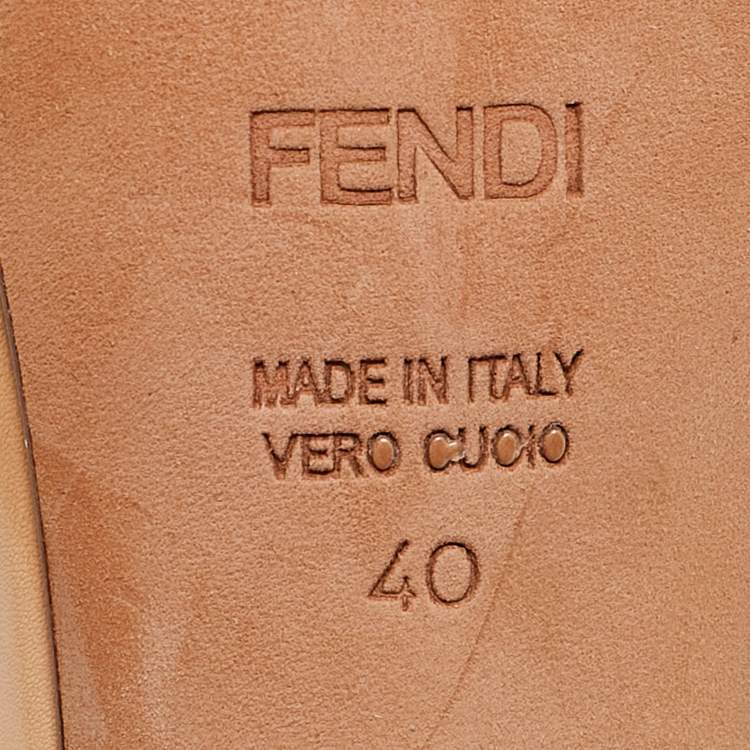 FENDI
MADE IN ITALY
VERO CUOIO
40